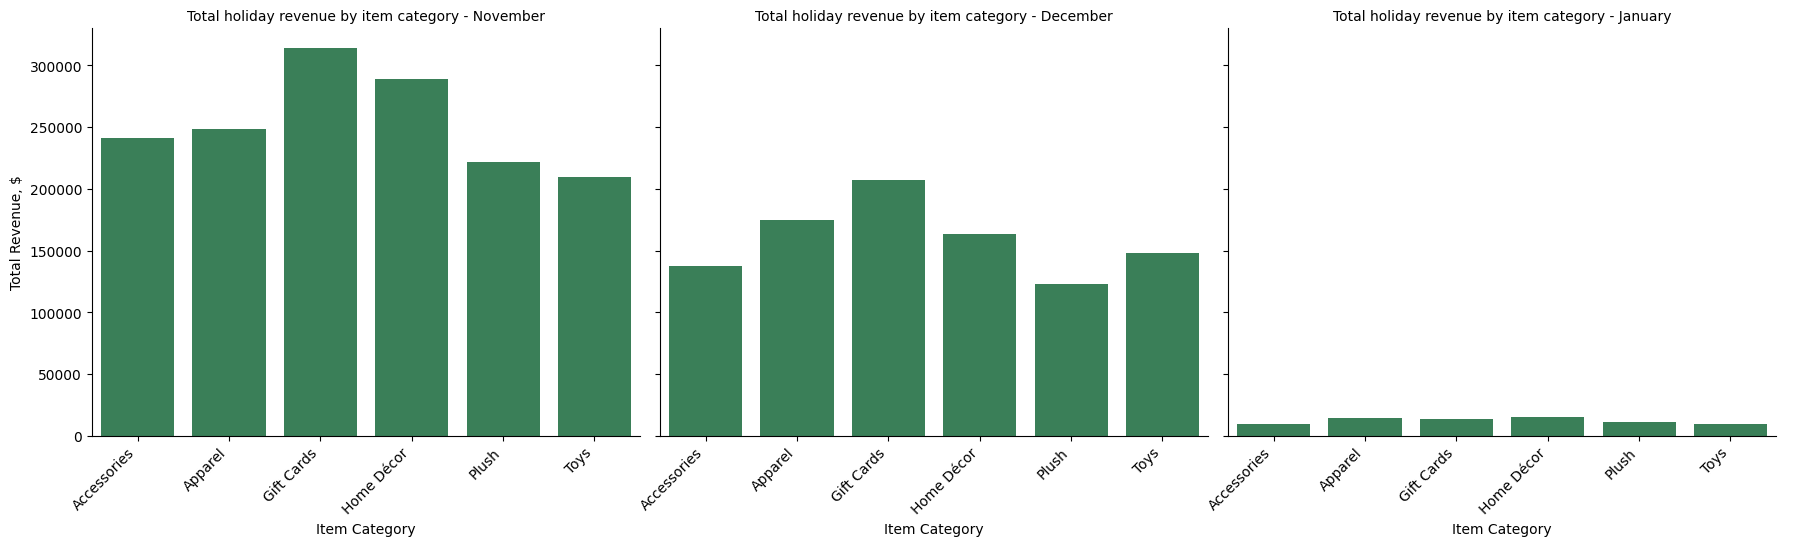 Total holiday revenue by item category - November
Total Revenue, $
300000
250000
200000
150000
100000
50000
0
Accessories
Apparel
Gift Cards
Home Décor
Plush
Toys
Item Category
Total holiday revenue by item category - December
Accessories
Apparel
Gift Cards
Home Décor
Plush
Toys
Item Category
Total holiday revenue by item category - January
Accessories
Apparel
Gift Cards
Home Décor
Plush
Toys
Item Category